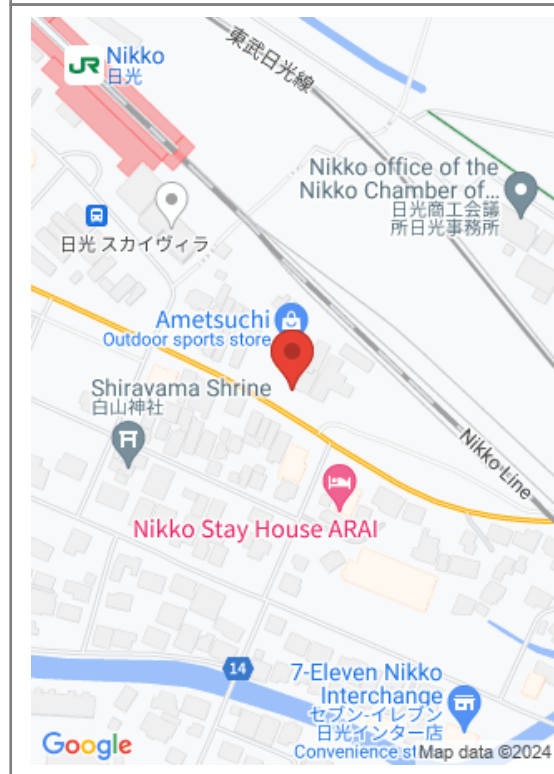 JR
Nikko
日光
東武日光線
Nikko office of the
Nikko Chamber of...
日光商工会議
所日光事務所
日光 スカイヴィラ
Ametsuchi
Outdoor sports store
Shirayama Shrine
白山神社
Nikko Line
Nikko Stay House ARAI
14
7-Eleven Nikko
Interchange
セブン-イレブン
日光インター店
Convenience st
Google
Map data ©2024